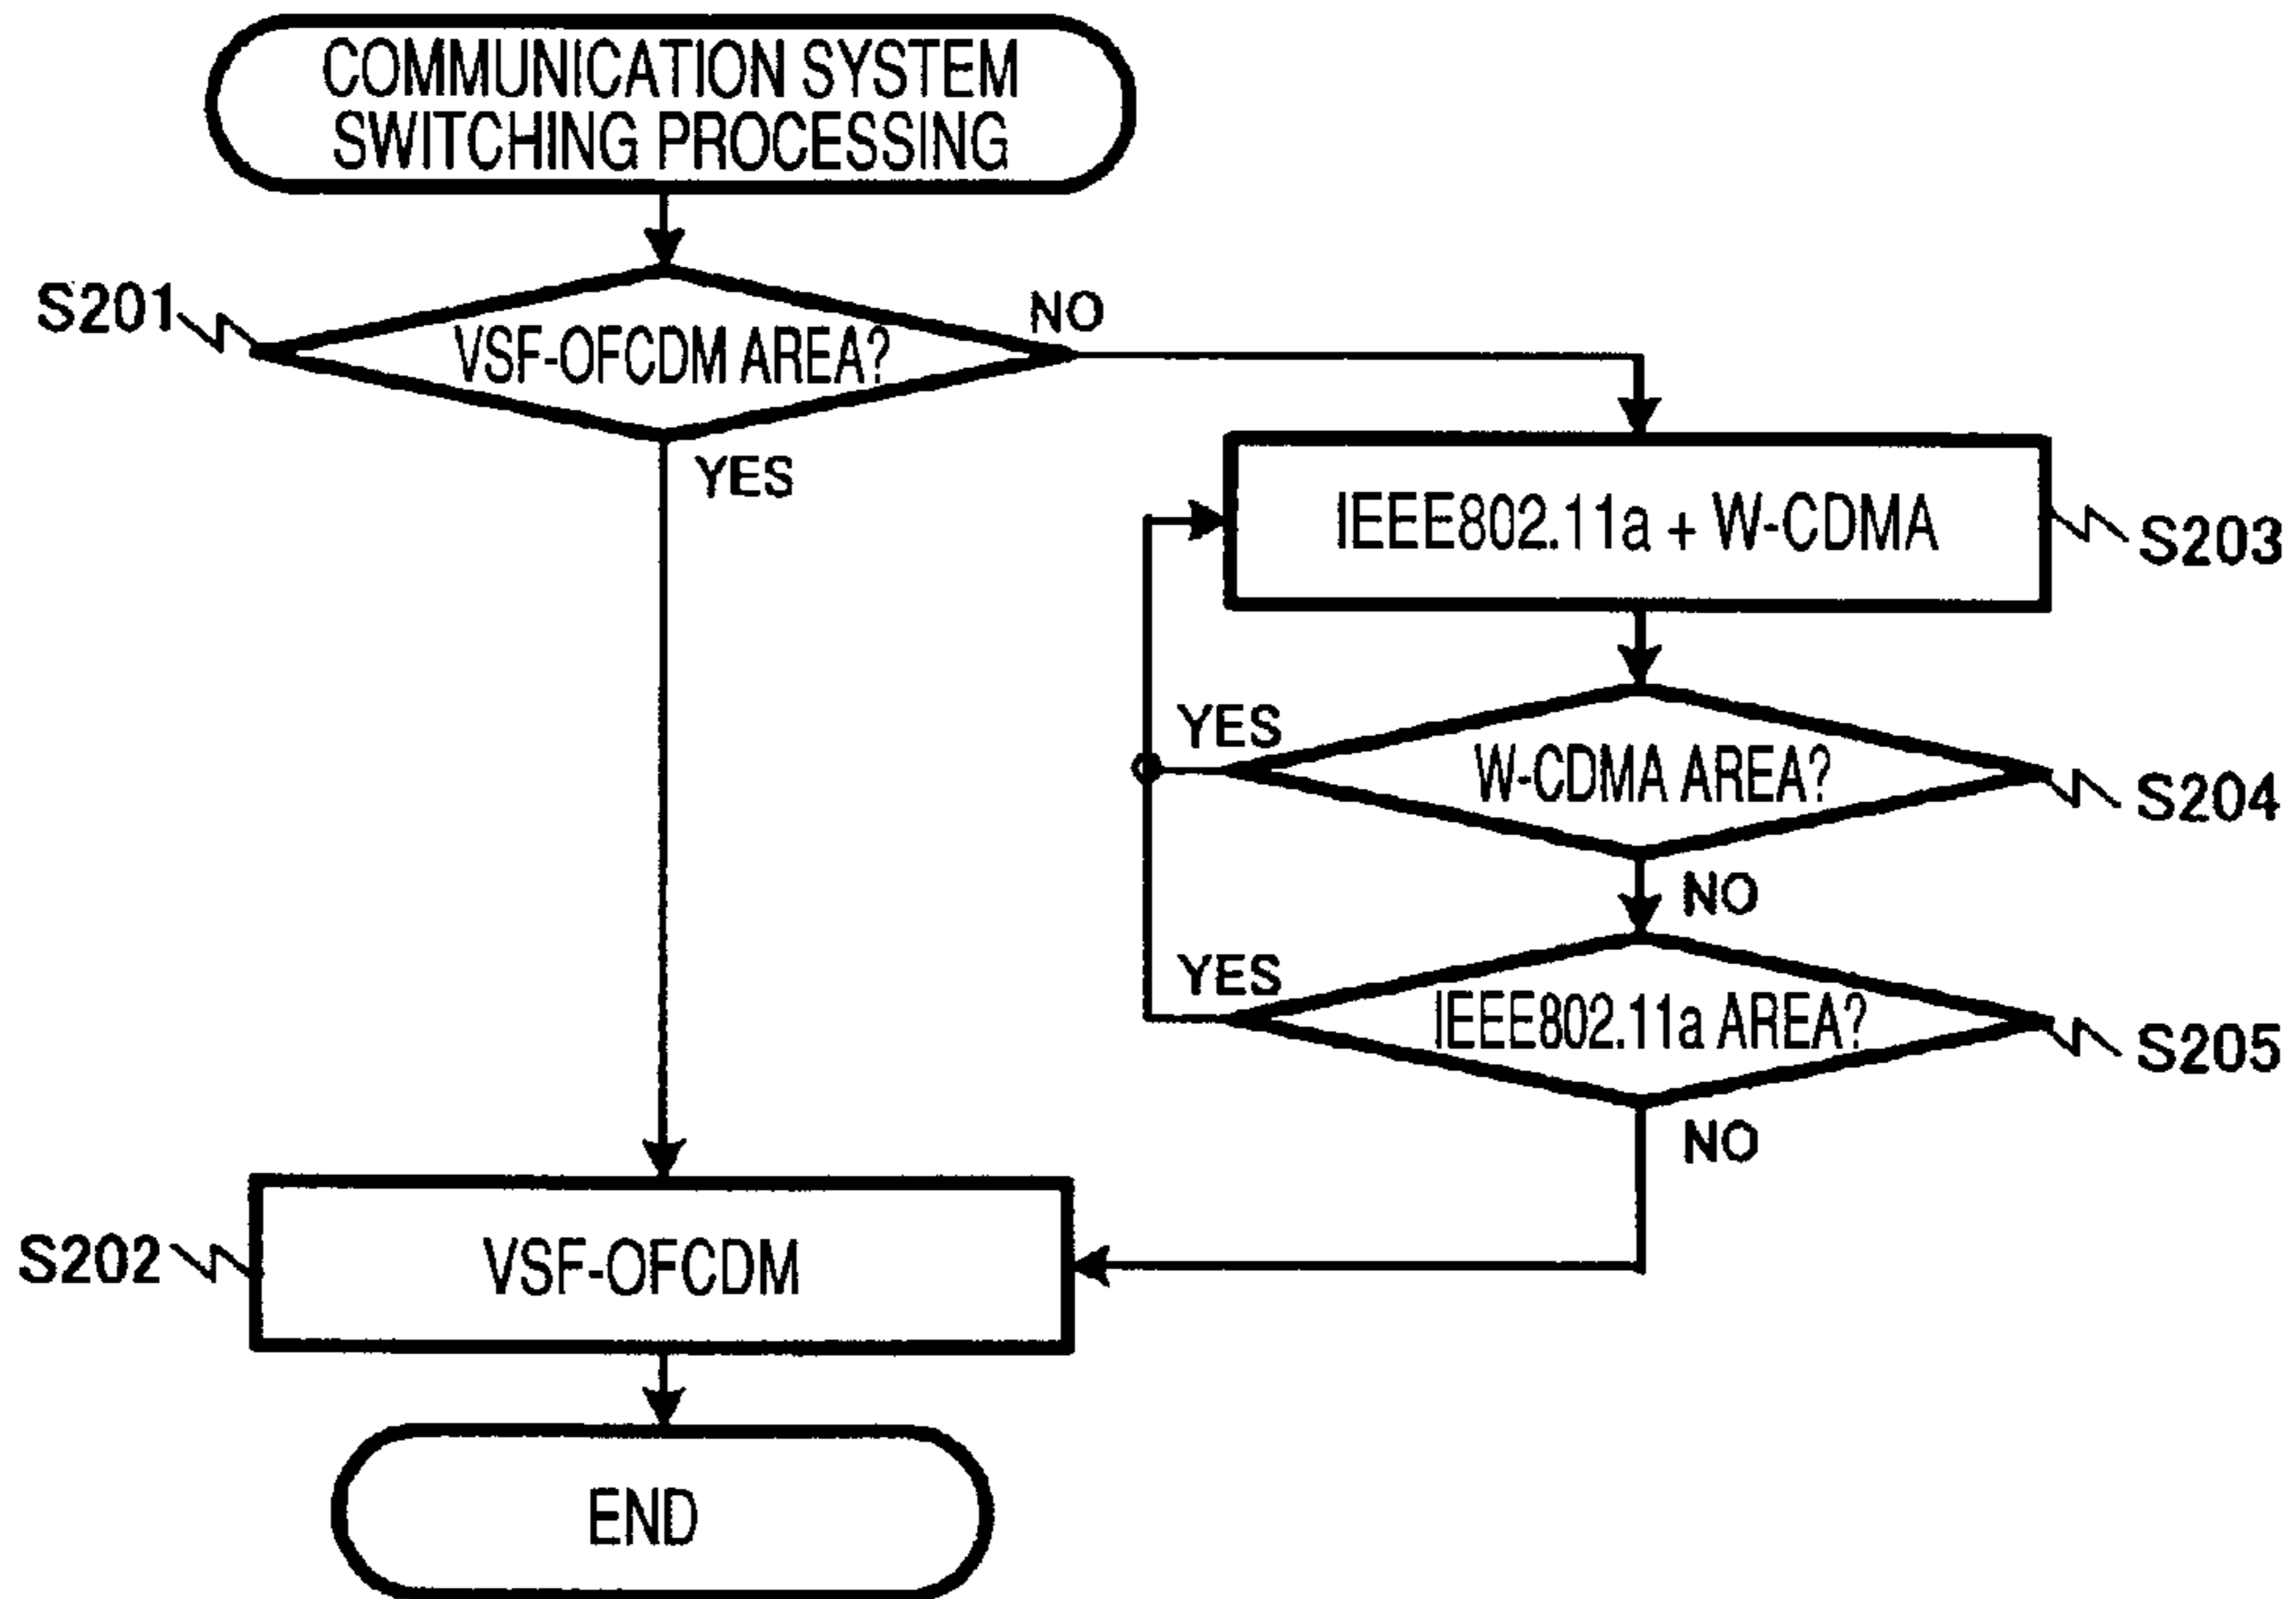 COMMUNICATION SYSTEM
SWITCHING PROCESSING
S201
VSF-OFCDM AREA?
NO
YES
IEEE802.11a + W-CDMA
S203
YES
W-CDMA AREA?
S204
NO
YES
IEEE802.11a AREA?
S205
NO
S202
VSF-OFCDM
END